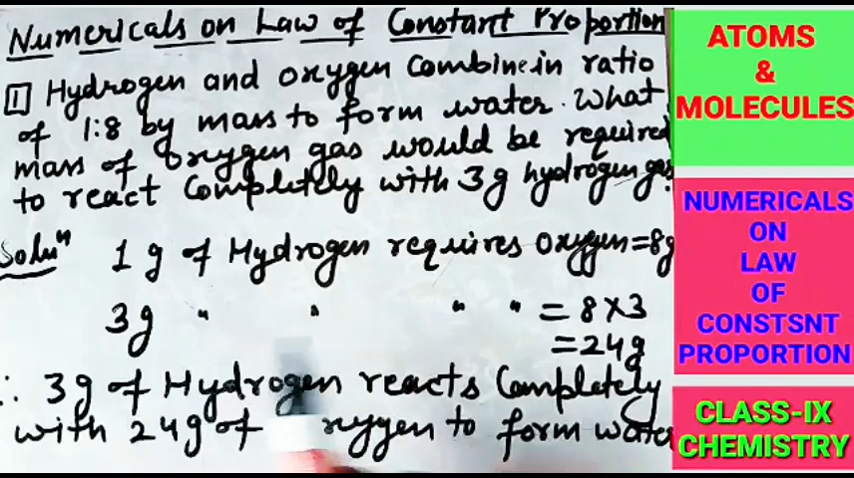 Numericals on Law of Constant Proportion
1 Hydrogen and oxygen combine in ratio
of 1:8 by mass to form water. What
mass of oxygen gas would be required
to react completely with 3g hydrogen gas?
Soluⁿ 1 g of Hydrogen requires oxygen=8g
3g " " " " = 8×3
=24g
∴ 3g of Hydrogen reacts Completely
with 24g of xygen to form water
ATOMS
&
MOLECULES
NUMERICALS
ON
LAW
OF
CONSTSNT
PROPORTION
CLASS-IX
CHEMISTRY